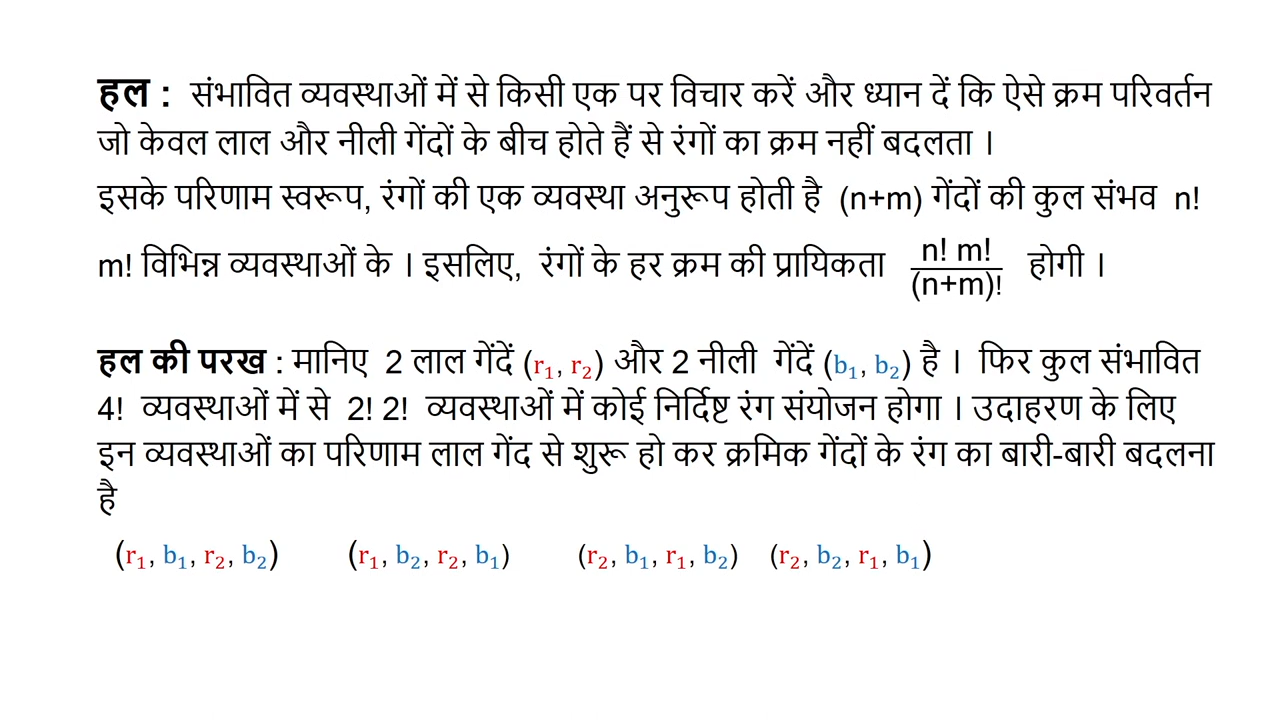 हल : संभावित व्यवस्थाओं में से किसी एक पर विचार करें और ध्यान दें कि ऐसे क्रम परिवर्तन
जो केवल लाल और नीली गेंदों के बीच होते हैं से रंगों का क्रम नहीं बदलता ।
इसके परिणाम स्वरूप, रंगों की एक व्यवस्था अनुरूप होती है (n+m) गेंदों की कुल संभव n!
m! विभिन्न व्यवस्थाओं के । इसलिए, रंगों के हर क्रम की प्रायिकता n! m!/(n+m)! होगी ।
हल की परख : मानिए 2 लाल गेंदें (r₁, r₂) और 2 नीली गेंदें (b₁, b₂) है । फिर कुल संभावित
4! व्यवस्थाओं में से 2! 2! व्यवस्थाओं में कोई निर्दिष्ट रंग संयोजन होगा । उदाहरण के लिए
इन व्यवस्थाओं का परिणाम लाल गेंद से शुरू हो कर क्रमिक गेंदों के रंग का बारी-बारी बदलना
है
(r₁, b₁, r₂, b₂) (r₁, b₂, r₂, b₁) (r₂, b₁, r₁, b₂) (r₂, b₂, r₁, b₁)